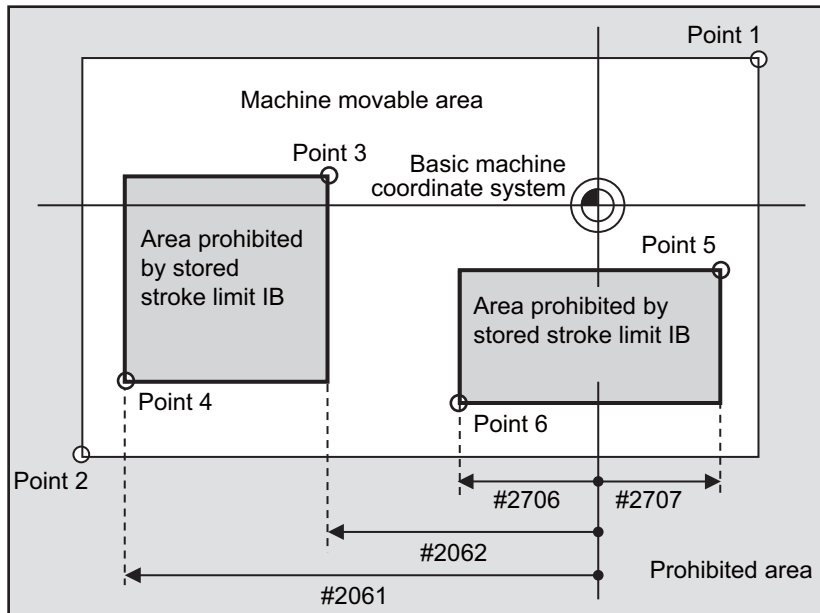 Point 1
Machine movable area
Point 3
Basic machine
coordinate system
Area prohibited
by stored
stroke limit IB
Point 5
Area prohibited by
stored stroke limit IB
Point 4
Point 6
Point 2
#2706
#2707
#2062
#2061
Prohibited area